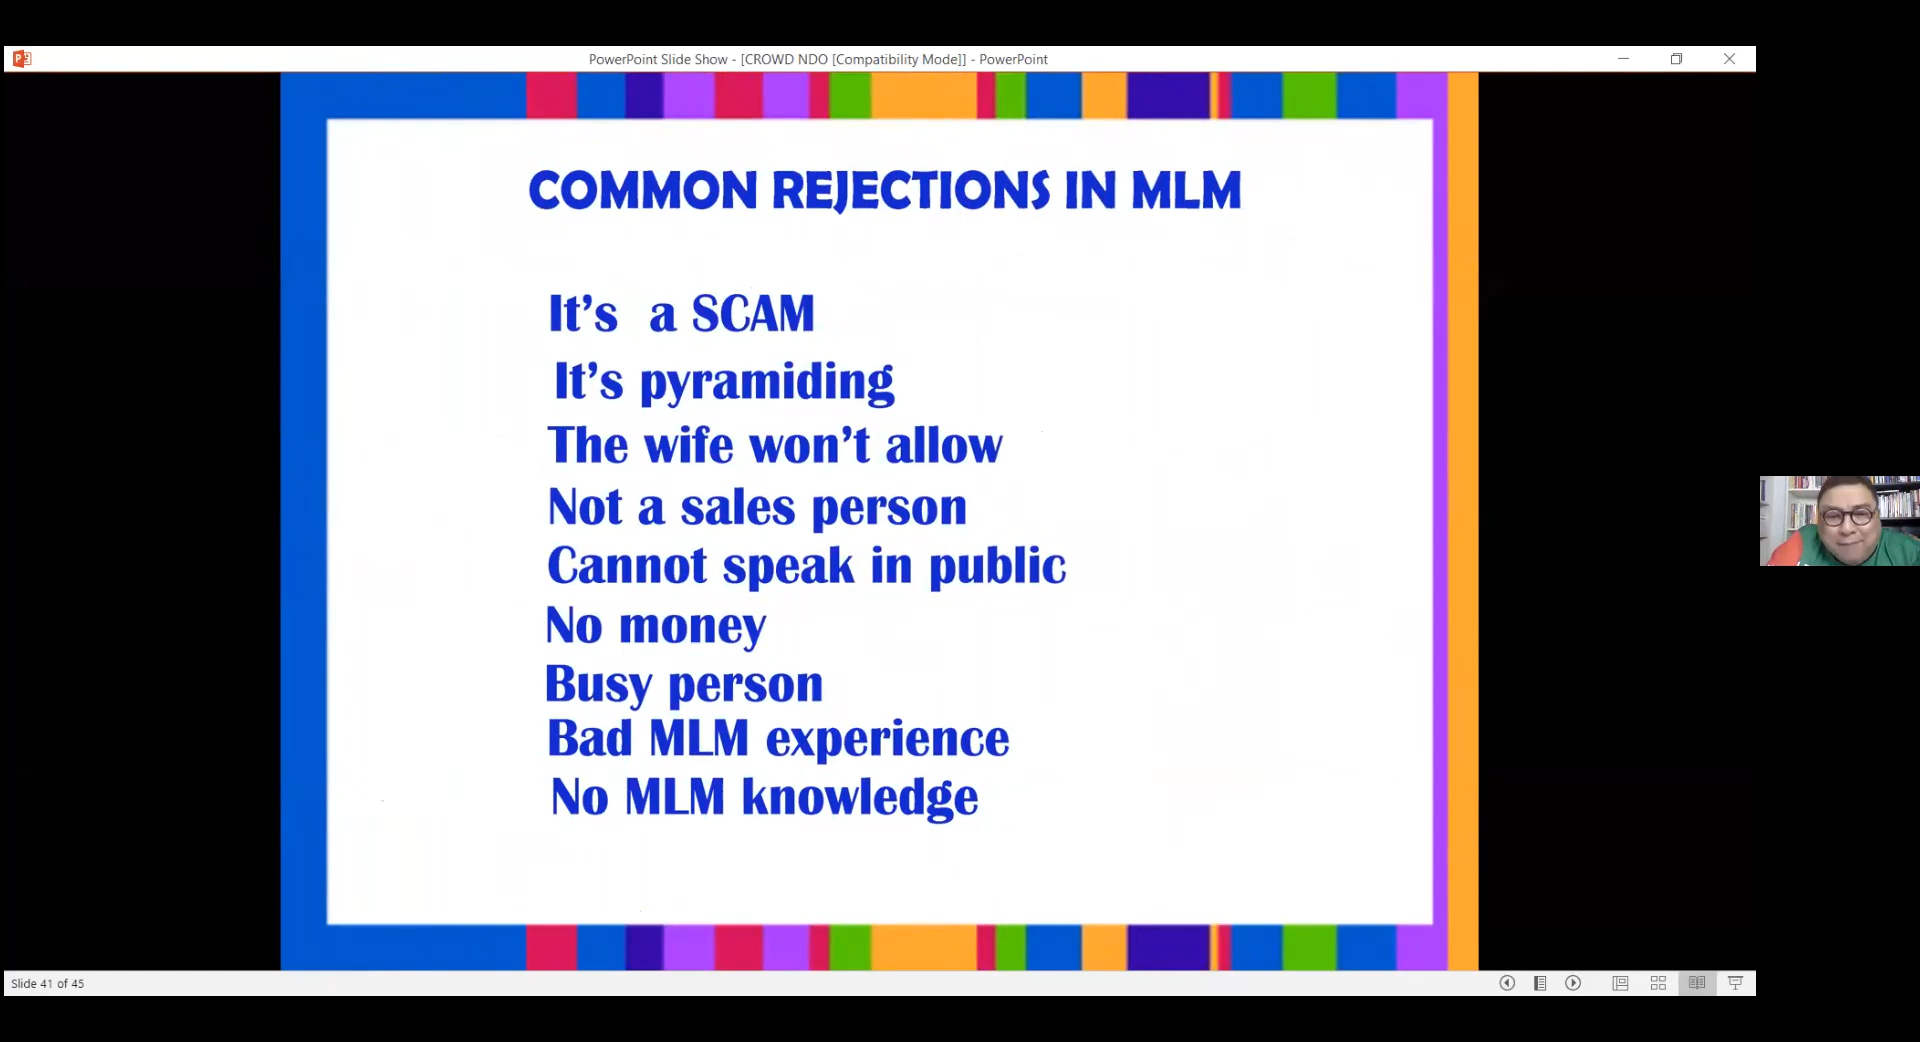 PowerPoint Slide Show - [CROWD NDO [Compatibility Mode]] - PowerPoint
COMMON REJECTIONS IN MLM
It's a SCAM
It's pyramiding
The wife won't allow
Not a sales person
Cannot speak in public
No money
Busy person
Bad MLM experience
No MLM knowledge
Slide 41 of 45